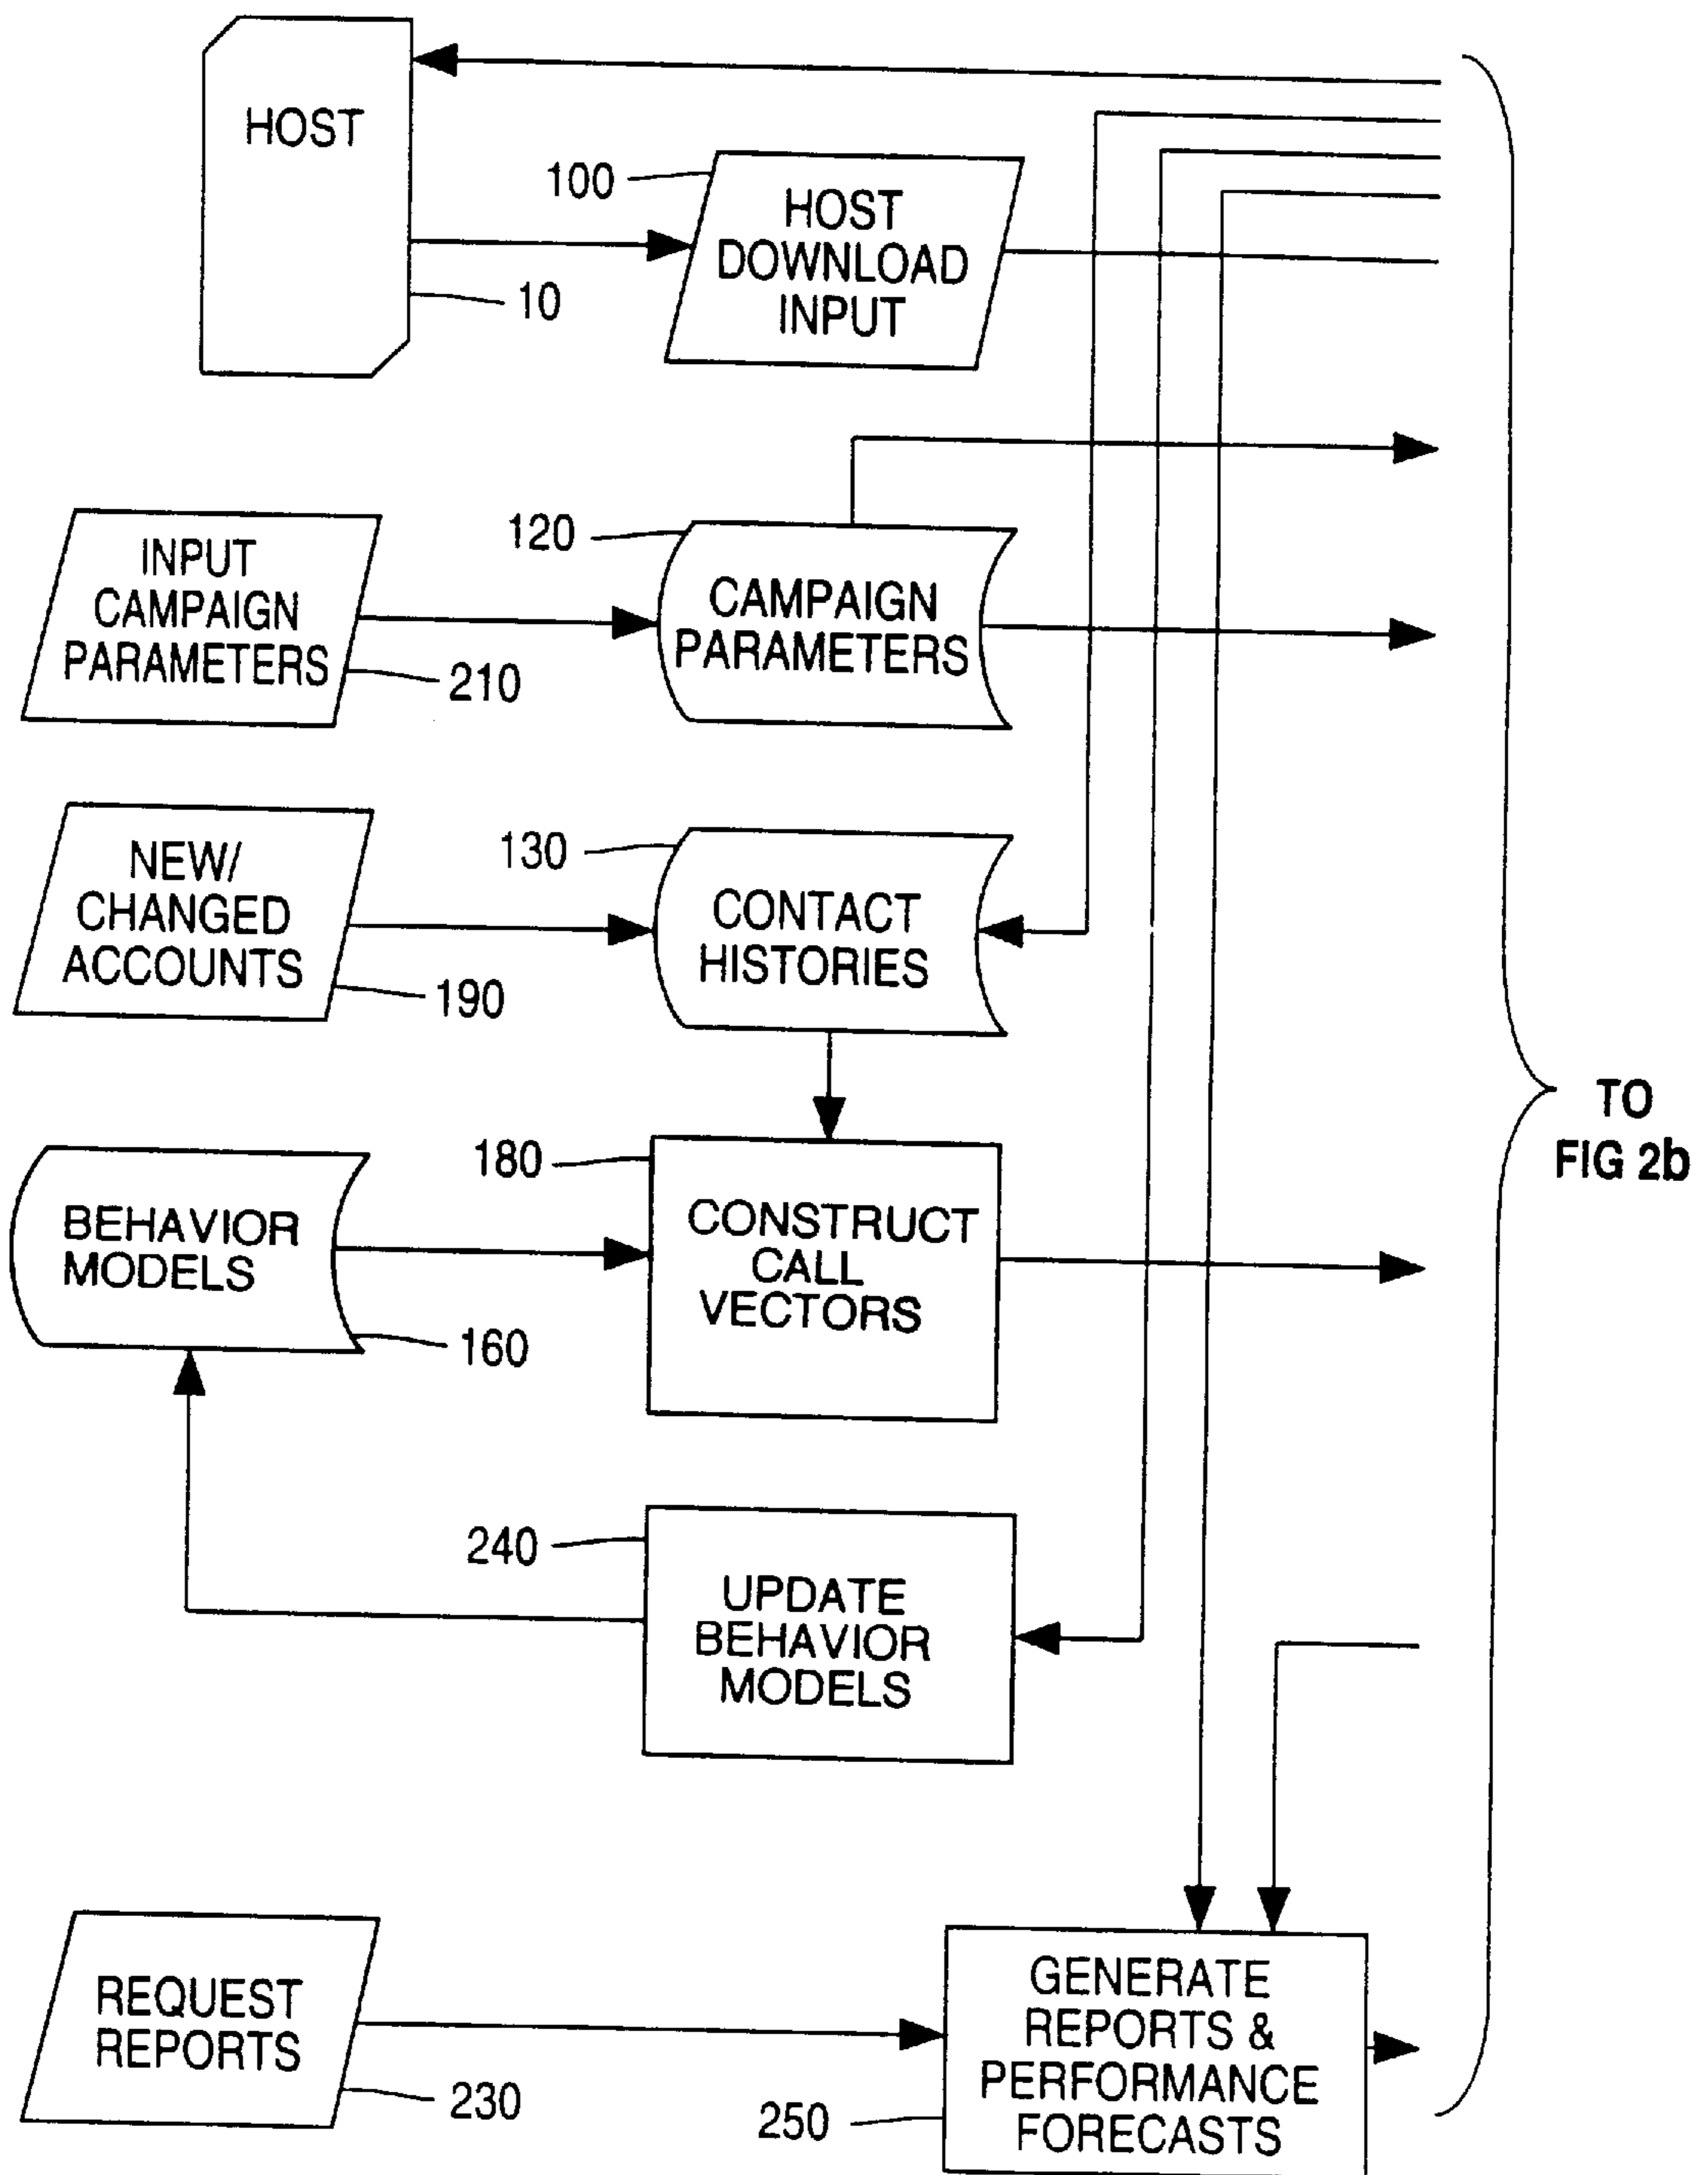 HOST
10
100
HOST
DOWNLOAD
INPUT
INPUT
CAMPAIGN
PARAMETERS
210
120
CAMPAIGN
PARAMETERS
NEW/
CHANGED
ACCOUNTS
190
130
CONTACT
HISTORIES
TO
FIG 2b
BEHAVIOR
MODELS
160
180
CONSTRUCT
CALL
VECTORS
240
UPDATE
BEHAVIOR
MODELS
REQUEST
REPORTS
230
250
GENERATE
REPORTS &
PERFORMANCE
FORECASTS